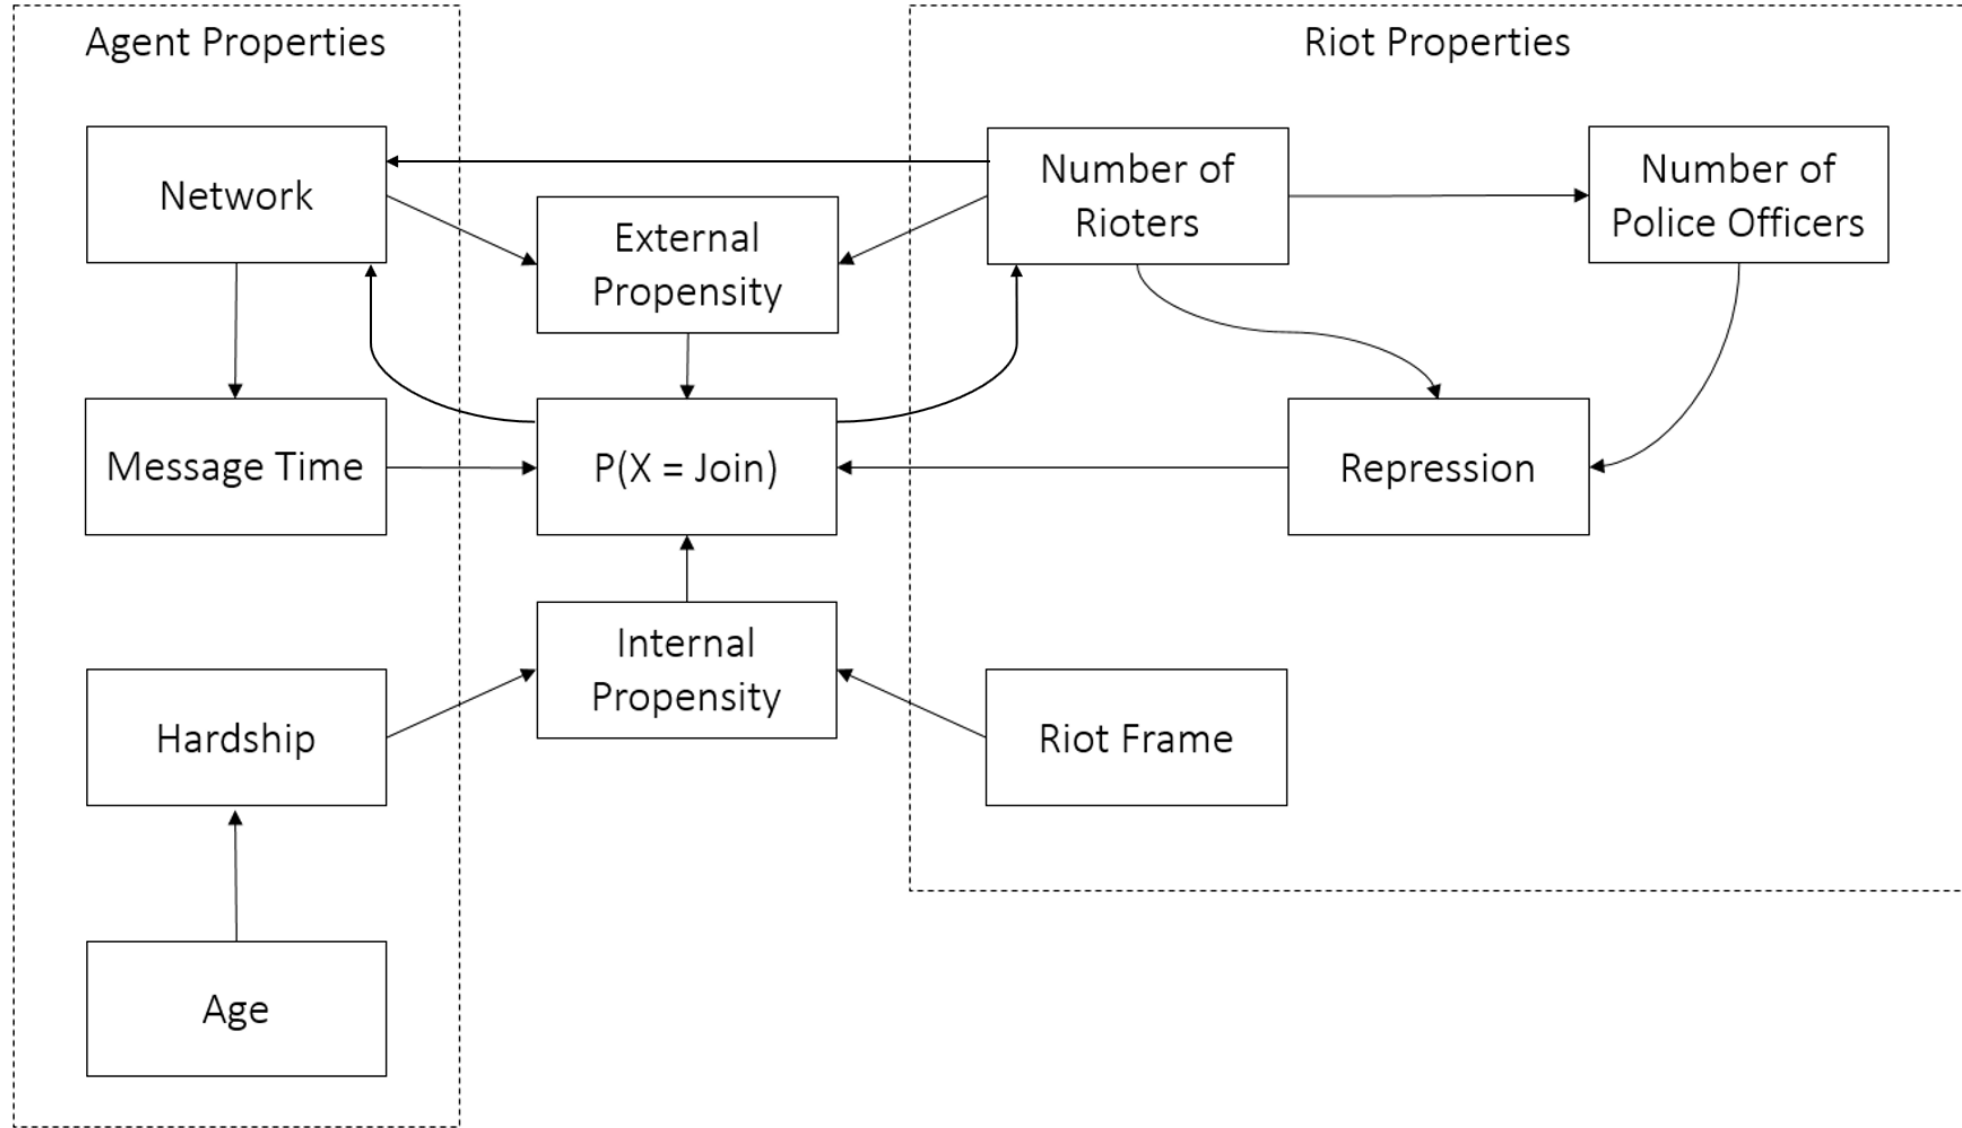 Agent Properties
Riot Properties
Network
Number of
Rioters
Number of
Police Officers
External
Propensity
Message Time
P(X = Join)
Repression
Internal
Propensity
Hardship
Riot Frame
Age